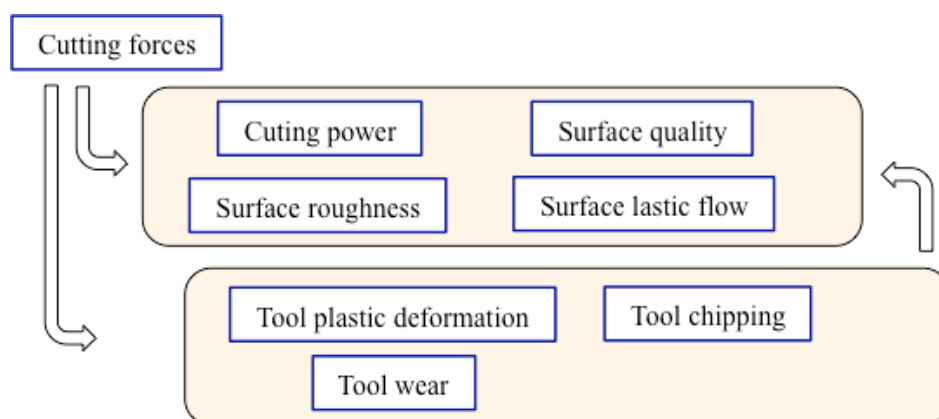 Cutting forces
Cuting power
Surface quality
Surface roughness
Surface lastic flow
Tool plastic deformation
Tool chipping
Tool wear